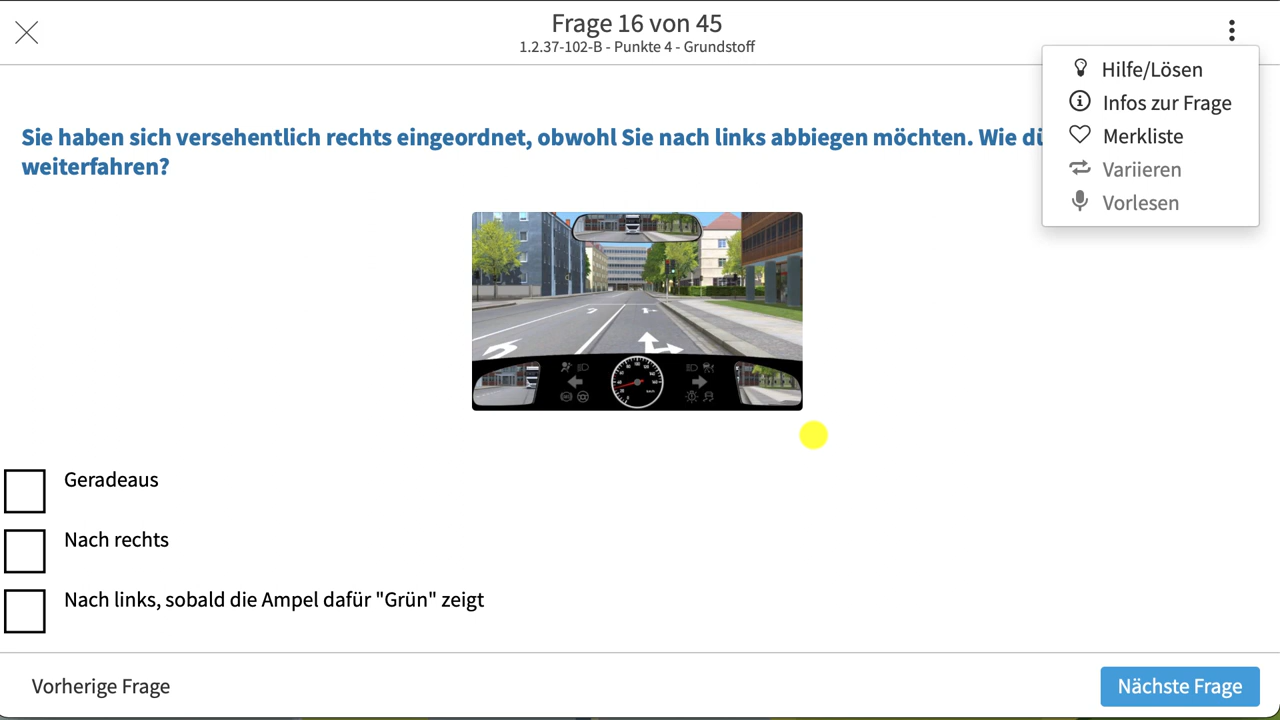 Frage 16 von 45
1.2.37-102-B - Punkte 4 - Grundstoff
Hilfe/Lösen
Infos zur Frage
Merkliste
Variieren
Vorlesen
Sie haben sich versehentlich rechts eingeordnet, obwohl Sie nach links abbiegen möchten. Wie
weiterfahren?
Geradeaus
Nach rechts
Nach links, sobald die Ampel dafür "Grün" zeigt
Vorherige Frage
Nächste Frage